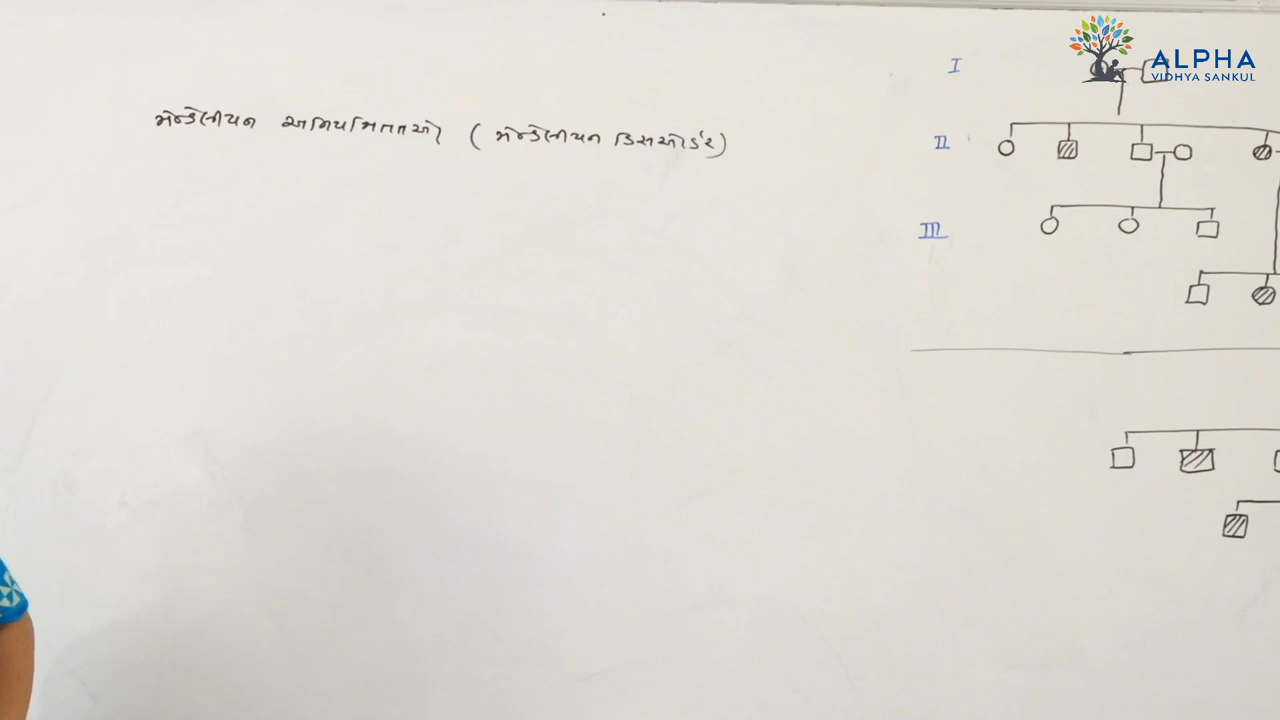 મેન્ડેલીયન અનિયમિતતાઓ (મેન્ડેલીયન ડિસઓર્ડર)
I
II
III
ALPHA
VIDHYA SANKUL